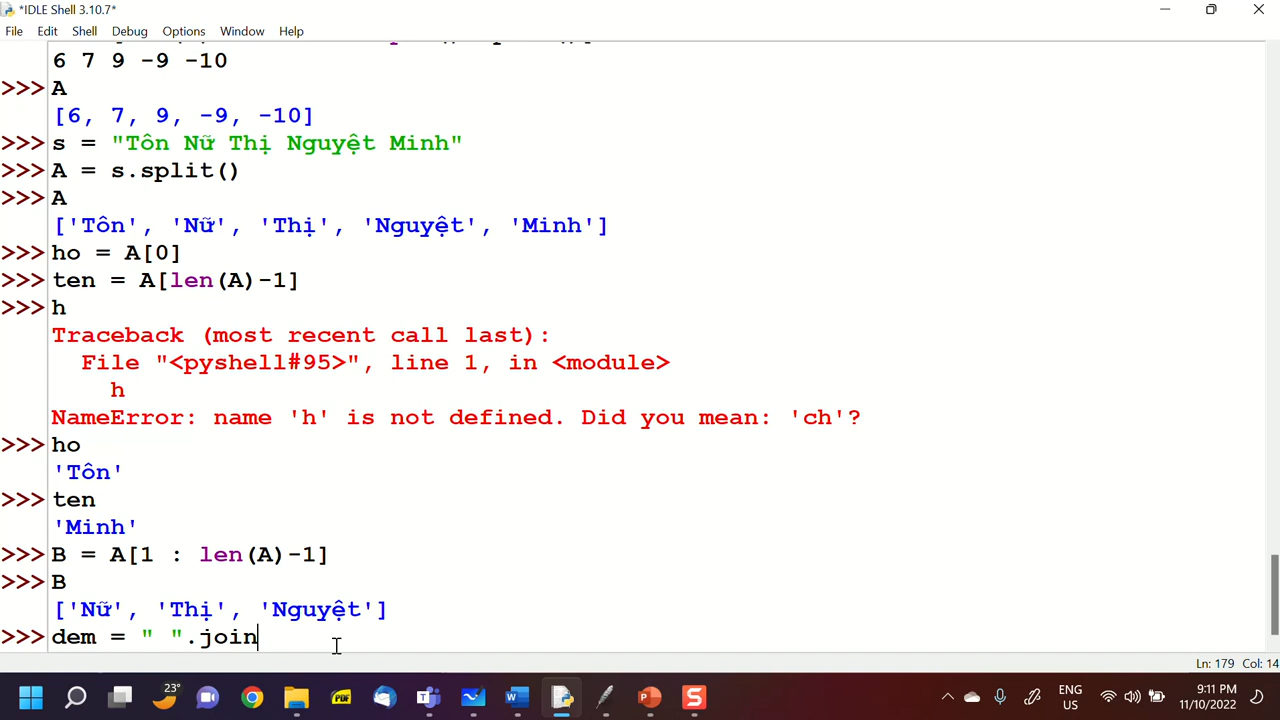 *IDLE Shell 3.10.7*
File Edit Shell Debug Options Window Help
6 7 9 -9 -10
>>> A
[6, 7, 9, -9, -10]
>>> s = "Tôn Nữ Thị Nguyệt Minh"
>>> A = s.split()
>>> A
['Tôn', 'Nữ', 'Thị', 'Nguyệt', 'Minh']
>>> ho = A[0]
>>> ten = A[len(A)-1]
>>> h
Traceback (most recent call last):
File "<pyshell#95>", line 1, in <module>
h
NameError: name 'h' is not defined. Did you mean: 'ch'?
>>> ho
'Tôn'
>>> ten
'Minh'
>>> B = A[1 : len(A)-1]
>>> B
['Nữ', 'Thị', 'Nguyệt']
>>> dem = " ".join
Ln: 179 Col: 14
23°
PDF
ENG
US
9:11 PM
11/10/2022